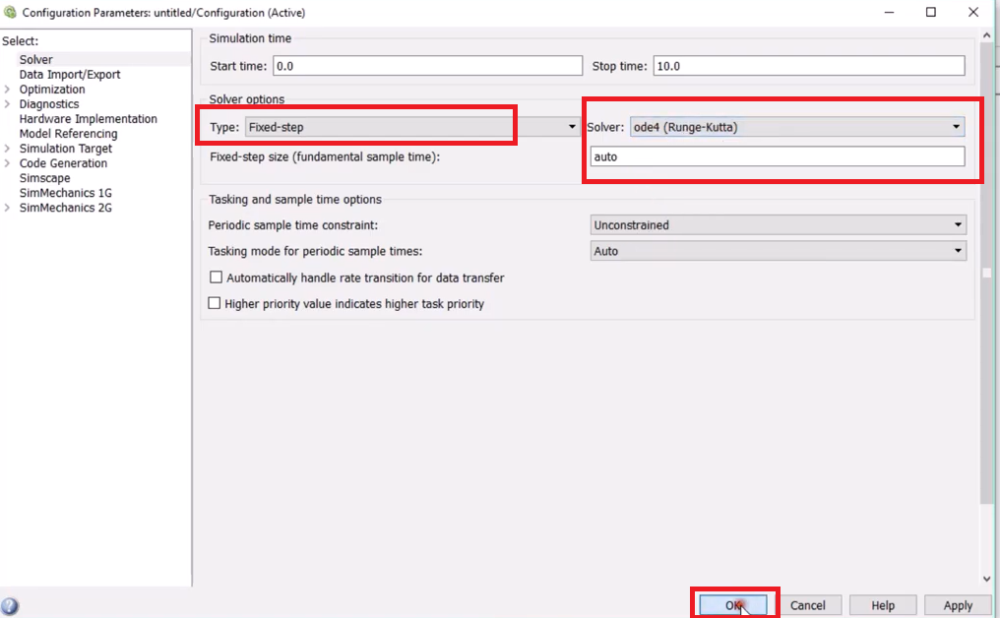 Configuration Parameters: untitled/Configuration (Active)
Select:
Solver
Data Import/Export
Optimization
Diagnostics
Hardware Implementation
Model Referencing
Simulation Target
Code Generation
Simscape
SimMechanics 1G
SimMechanics 2G
Simulation time
Start time: 0.0 Stop time: 10.0
Solver options
Type: Fixed-step Solver: ode4 (Runge-Kutta)
Fixed-step size (fundamental sample time): auto
Tasking and sample time options
Periodic sample time constraint: Unconstrained
Tasking mode for periodic sample times: Auto
Automatically handle rate transition for data transfer
Higher priority value indicates higher task priority
OK Cancel Help Apply